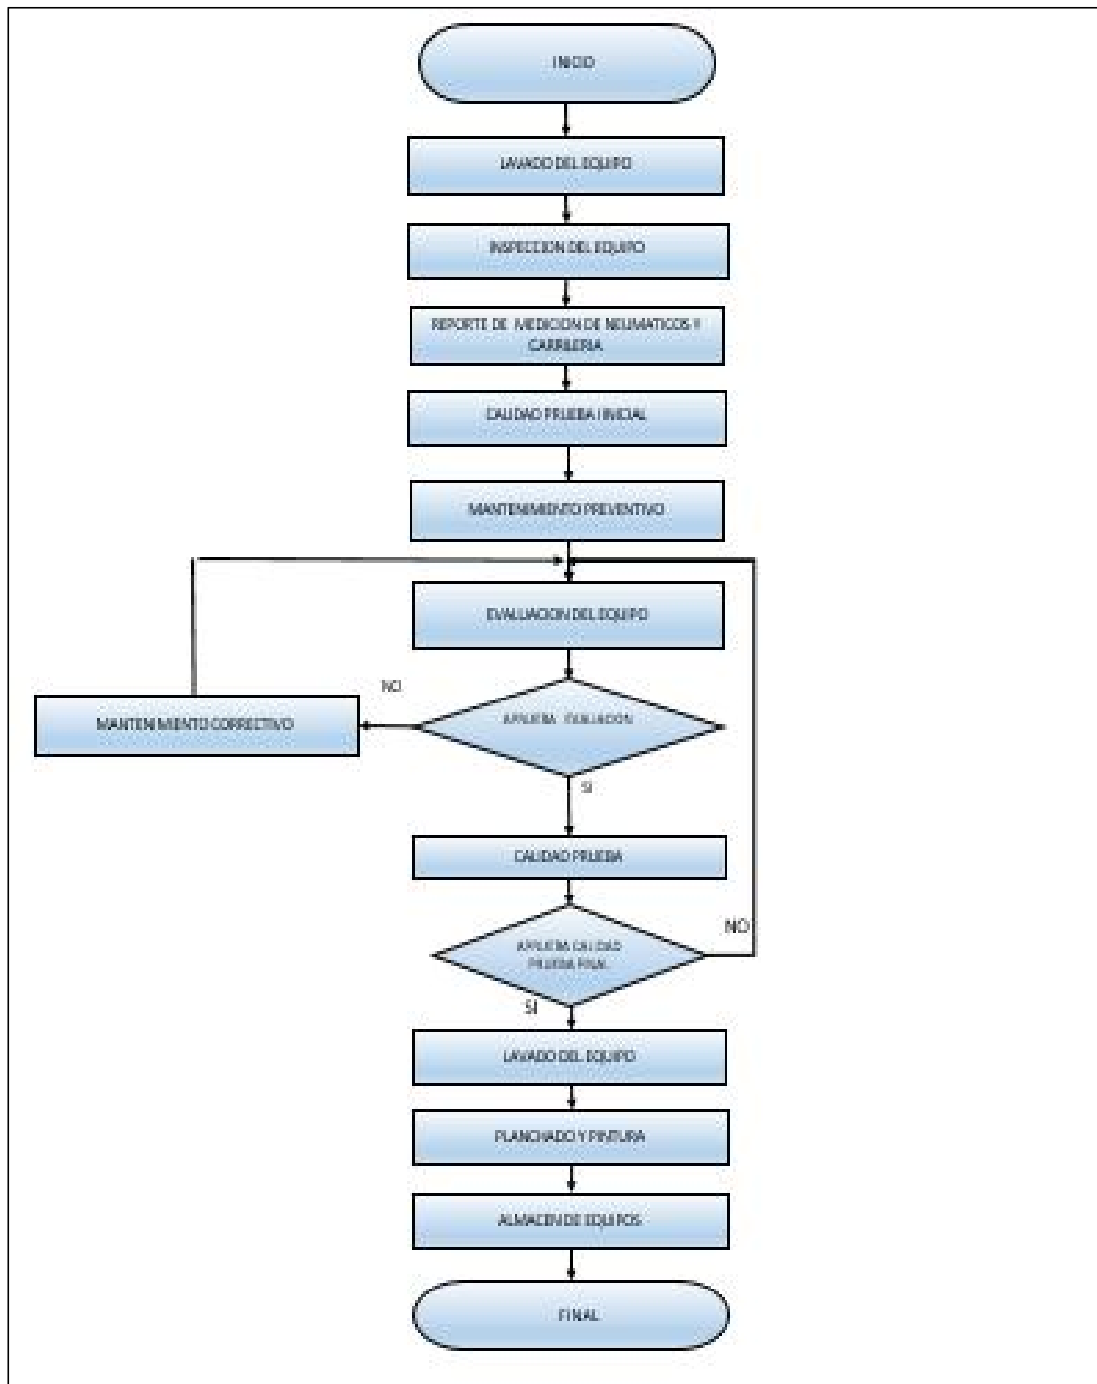 INICIO
LAVADO DEL EQUIPO
INSPECCION DEL EQUIPO
REPORTE DE MEDICION DE NEUMATICOS Y
CARRILERIA
CALIDAD PRUEBA INICIAL
MANTENIMIENTO PREVENTIVO
EVALUACION DEL EQUIPO
NO
APRUEBA EVALUACION
MANTENIMIENTO CORRECTIVO
SI
CALIDAD PRUEBA
NO
APRUEBA CALIDAD
PRUEBA FINAL
SI
LAVADO DEL EQUIPO
PLANCHADO Y PINTURA
ALMACEN DE EQUIPOS
FINAL